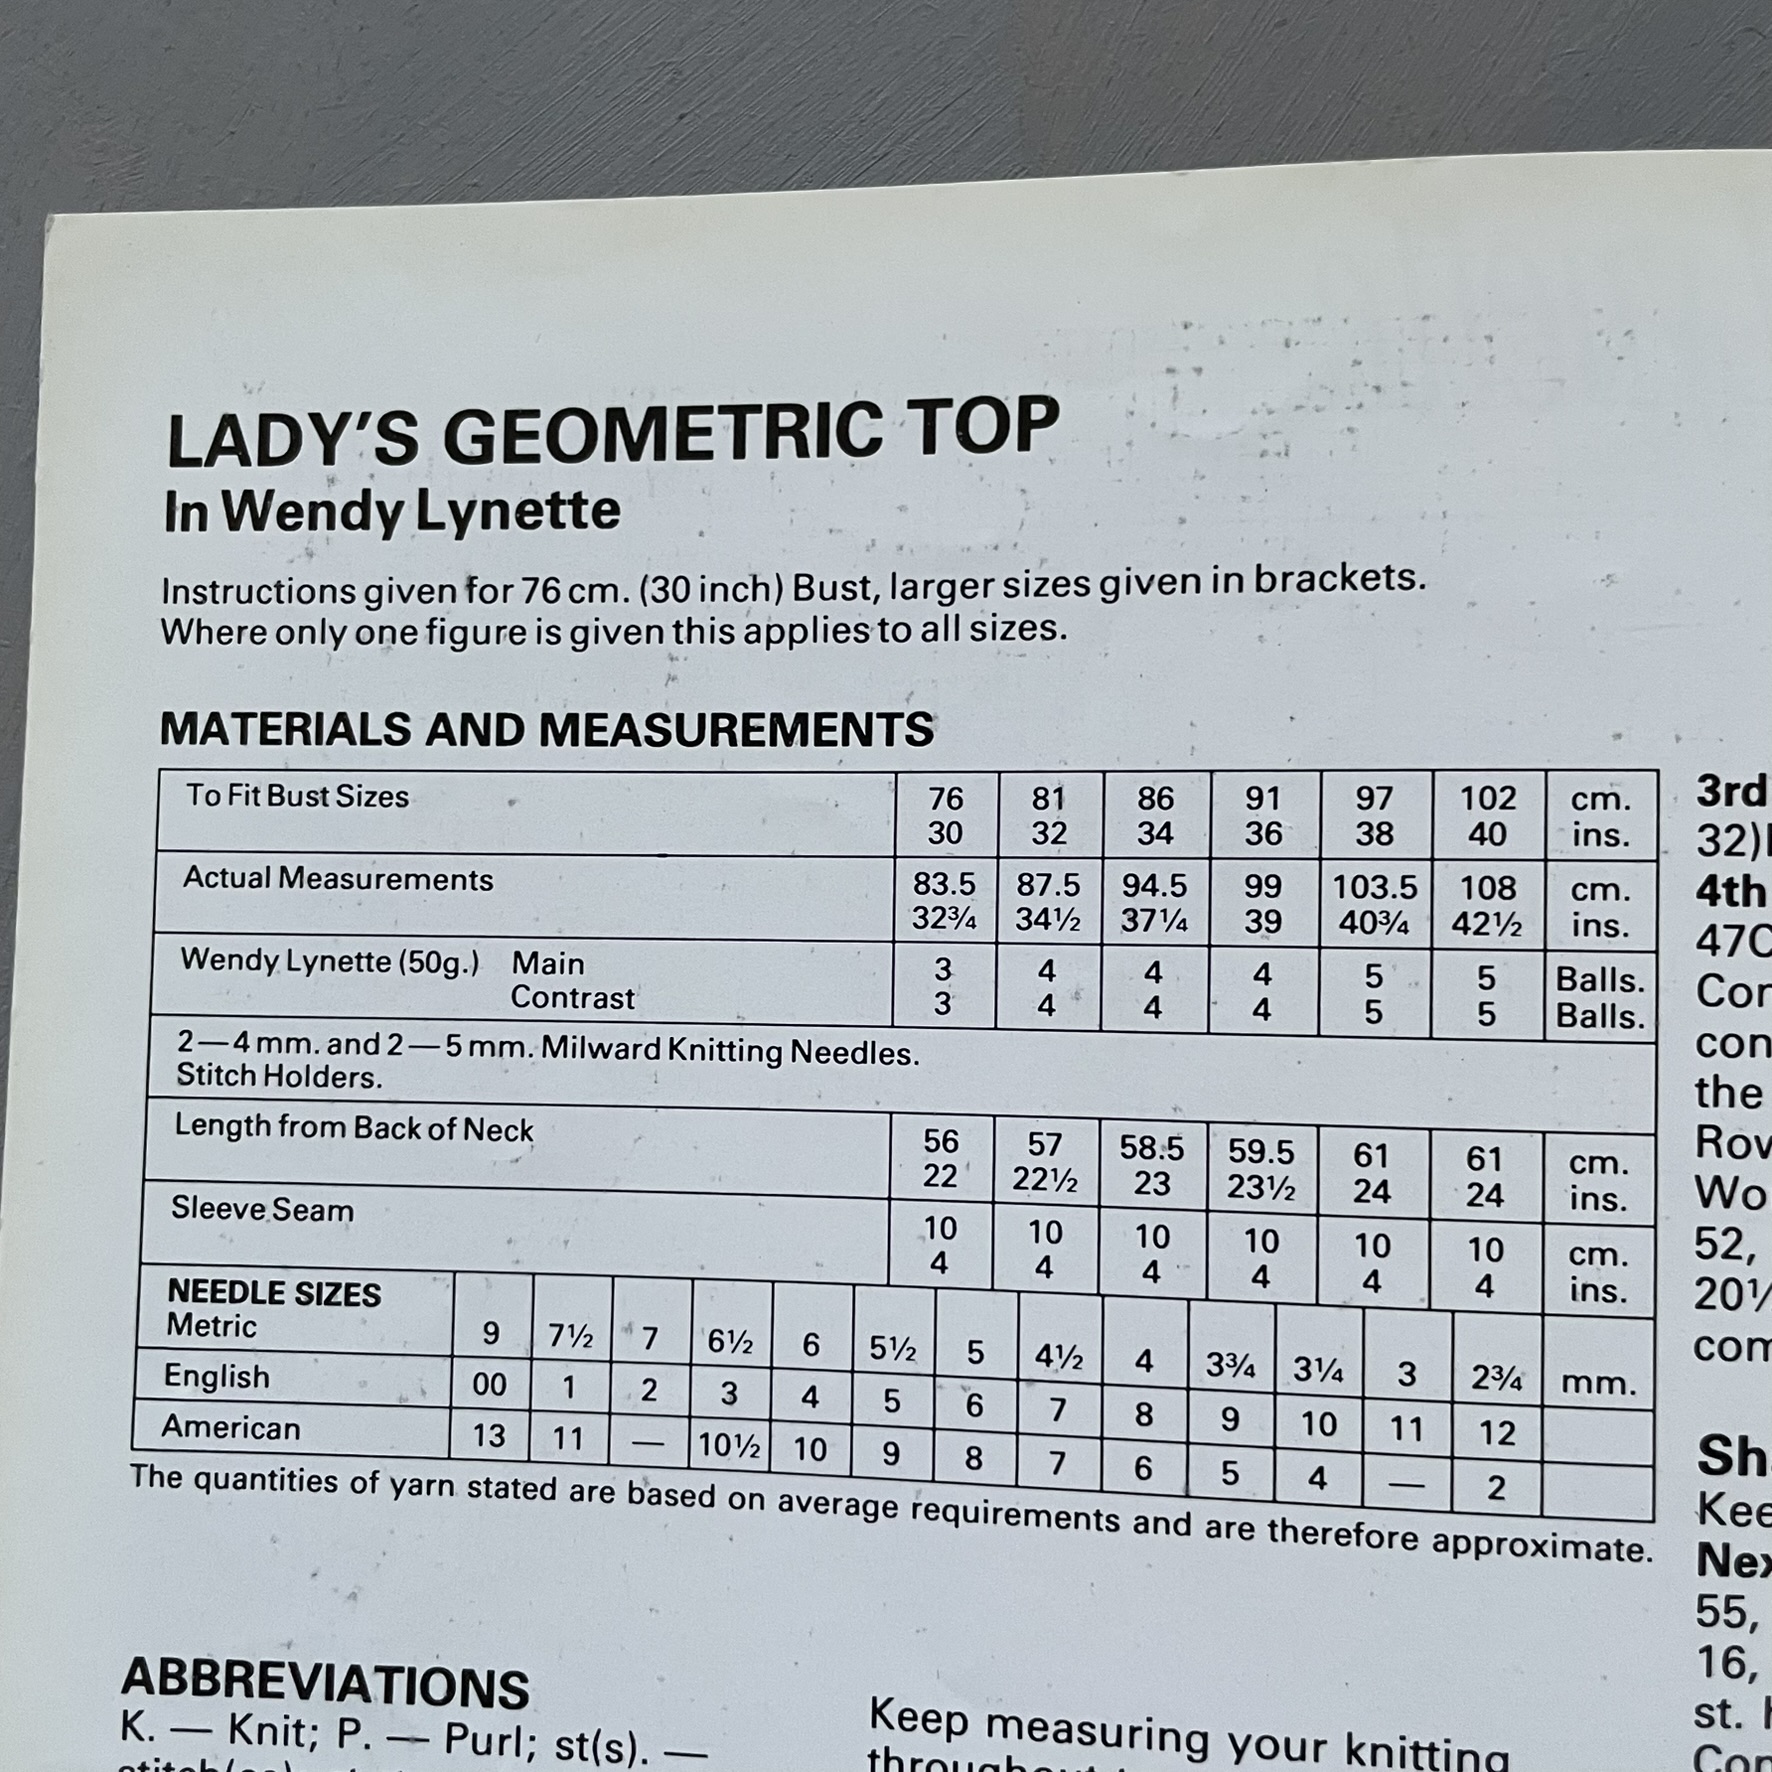 LADY'S GEOMETRIC TOP
In Wendy Lynette
Instructions given for 76 cm. (30 inch) Bust, larger sizes given in brackets.
Where only one figure is given this applies to all sizes.
MATERIALS AND MEASUREMENTS
To Fit Bust Sizes 76 81 86 91 97 102 cm.
30 32 34 36 38 40 ins.
Actual Measurements 83.5 87.5 94.5 99 103.5 108 cm.
32¾ 34½ 37¼ 39 40¾ 42½ ins.
Wendy Lynette (50g.) Main 3 4 4 4 5 5 Balls.
Contrast 3 4 4 4 5 5 Balls.
2—4 mm. and 2—5 mm. Milward Knitting Needles.
Stitch Holders.
Length from Back of Neck 56 57 58.5 59.5 61 61 cm.
22 22½ 23 23½ 24 24 ins.
Sleeve Seam 10 10 10 10 10 10 cm.
4 4 4 4 4 4 ins.
NEEDLE SIZES
Metric 9 7½ 7 6½ 6 5½ 5 4½ 4 3¾ 3¼ 3 2¾ mm.
English 00 1 2 3 4 5 6 7 8 9 10 11 12
American 13 11 — 10½ 10 9 8 7 6 5 4 — 2
The quantities of yarn stated are based on average requirements and are therefore approximate.
ABBREVIATIONS
K. — Knit; P. — Purl; st(s). —
Keep measuring your knitting
3rd
32)
4th
47
con
the
Wo
52,
20
com
Sh
55,
16,
st.